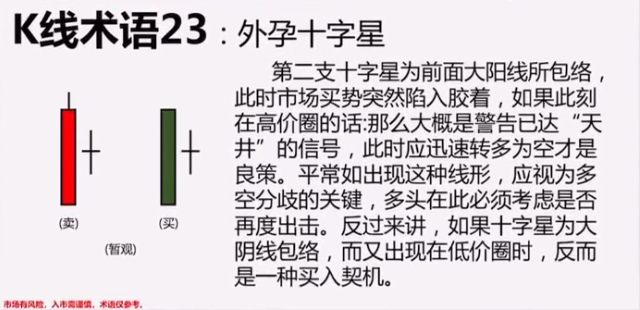 K线术语23：外孕十字星
第二支十字星为前面大阳线所包络，
此时市场买势突然陷入胶着，如果此刻
在高价圈的话:那么大概是警告已达“天
井”的信号，此时应迅速转多为空才是
良策。平常如出现这种线形，应视为多
空分歧的关键，多头在此必须考虑是否
再度出击。反过来讲，如果十字星为大
阴线包络，而又出现在低价圈时，反而
是一种买入契机。
(卖)
(买)
(暂观)
市场有风险，入市需谨慎，术语仅参考。